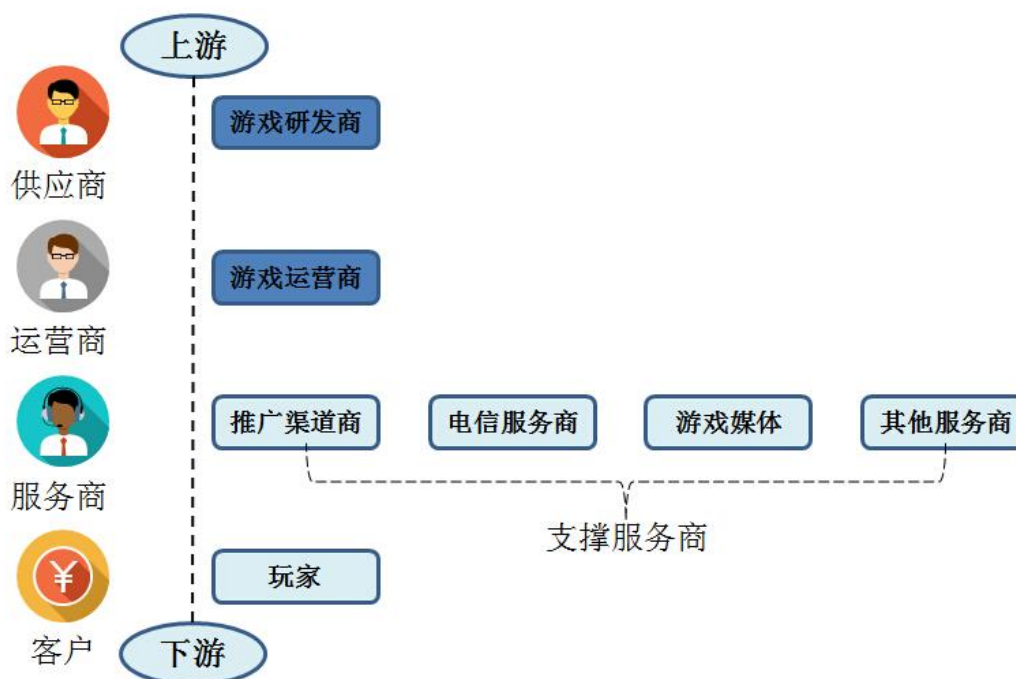 上游
游戏研发商
供应商
游戏运营商
运营商
推广渠道商
电信服务商
游戏媒体
其他服务商
服务商
支撑服务商
¥
玩家
客户
下游